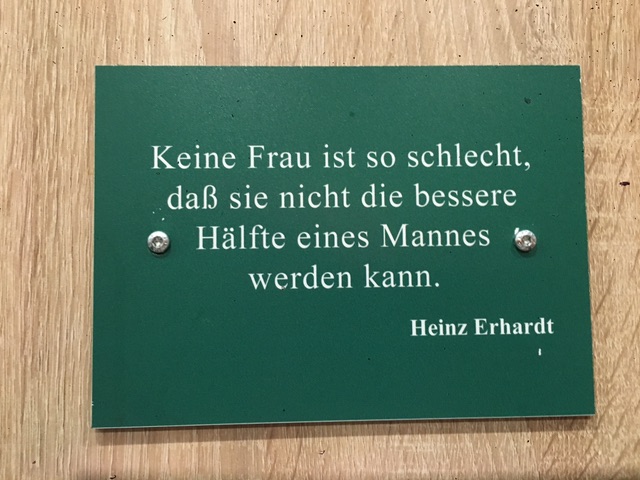 Keine Frau ist so schlecht,
daß sie nicht die bessere
Hälfte eines Mannes
werden kann.
Heinz Erhardt